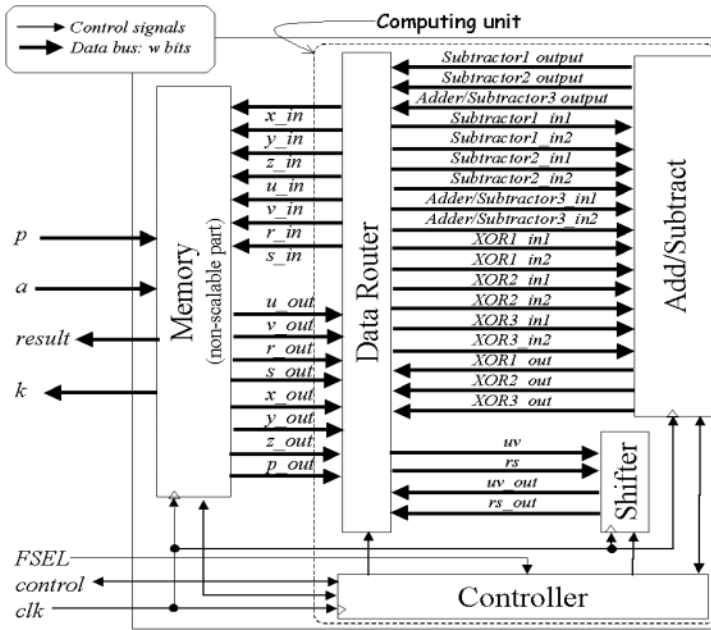 Control signals
Data bus: w bits
Computing unit
Subtractor1 output
Subtractor2 output
Adder/Subtractor3 output
x_in
y_in
z_in
u_in
v_in
r_in
s_in
Subtractor1_in1
Subtractor1_in2
Subtractor2_in1
Subtractor2_in2
Adder/Subtractor3_in1
Adder/Subtractor3_in2
XOR1_in1
XOR1_in2
XOR2_in1
XOR2_in2
XOR3_in1
XOR3_in2
XOR1_out
XOR2_out
XOR3_out
p
a
result
k
Memory
(non-scalable part)
Data Router
Add/Subtract
u_out
v_out
r_out
s_out
x_out
y_out
z_out
p_out
uv
rs
uv_out
rs_out
Shifter
FSEL
control
clk
Controller